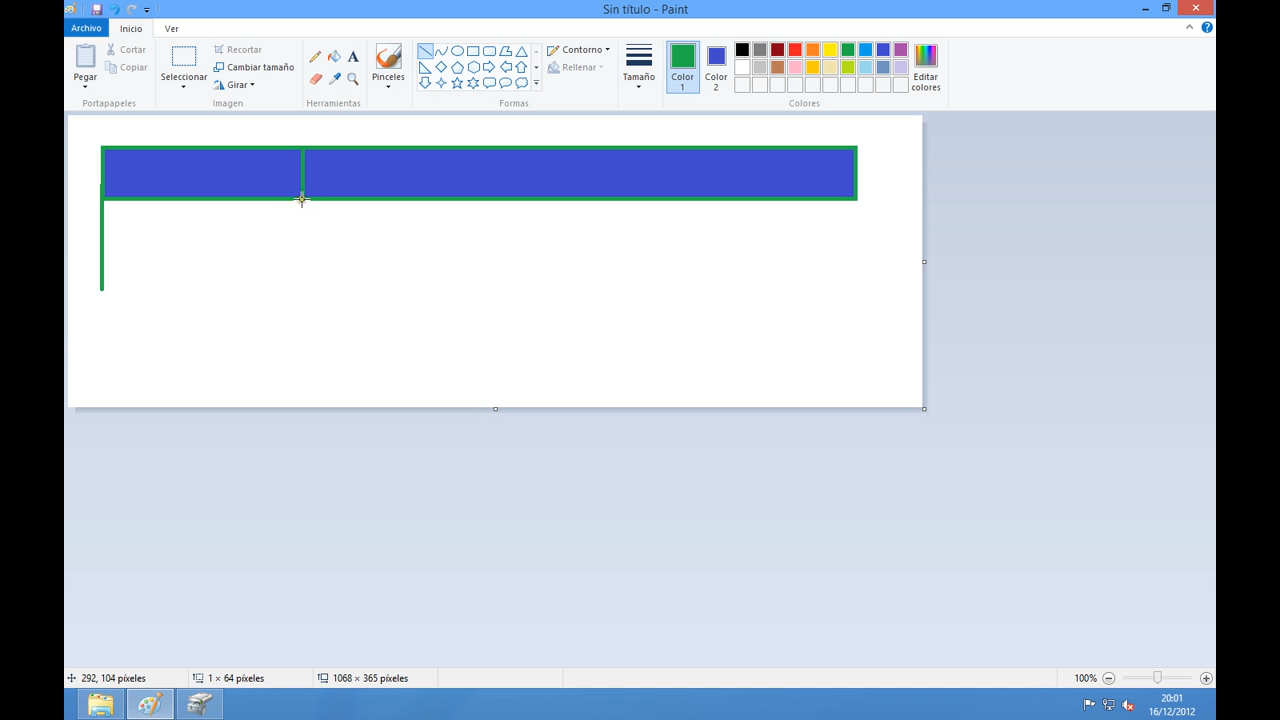 Sin título - Paint
Archivo Inicio Ver
Pegar
Cortar
Copiar
Portapapeles
Seleccionar
Recortar
Cambiar tamaño
Girar
Imagen
A
Herramientas
Pinceles
Contorno
Rellenar
Formas
Tamaño
Color 1
Color 2
Editar colores
Colores
292, 104 píxeles 1 × 64 píxeles 1068 × 365 píxeles 100%
20:01
16/12/2012